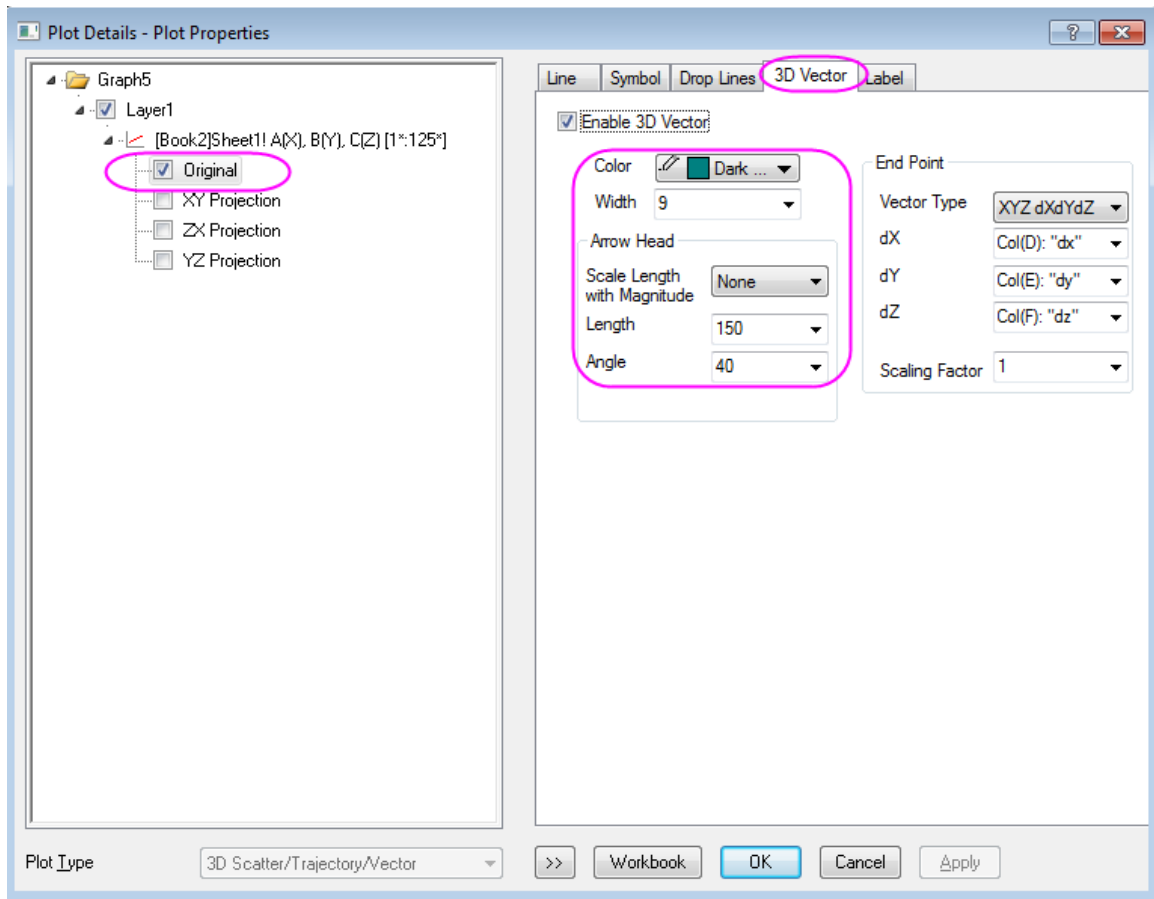 Plot Details - Plot Properties
Graph5
Layer1
[Book2]Sheet1! A(X), B(Y), C(Z) [1*:125*]
Original
XY Projection
ZX Projection
YZ Projection
Line Symbol Drop Lines 3D Vector Label
Enable 3D Vector
Color Dark ...
Width 9
Arrow Head
Scale Length
with Magnitude None
Length 150
Angle 40
End Point
Vector Type XYZ dXdYdZ
dX Col(D): "dx"
dY Col(E): "dy"
dZ Col(F): "dz"
Scaling Factor 1
Plot Type 3D Scatter/Trajectory/Vector >> Workbook OK Cancel Apply